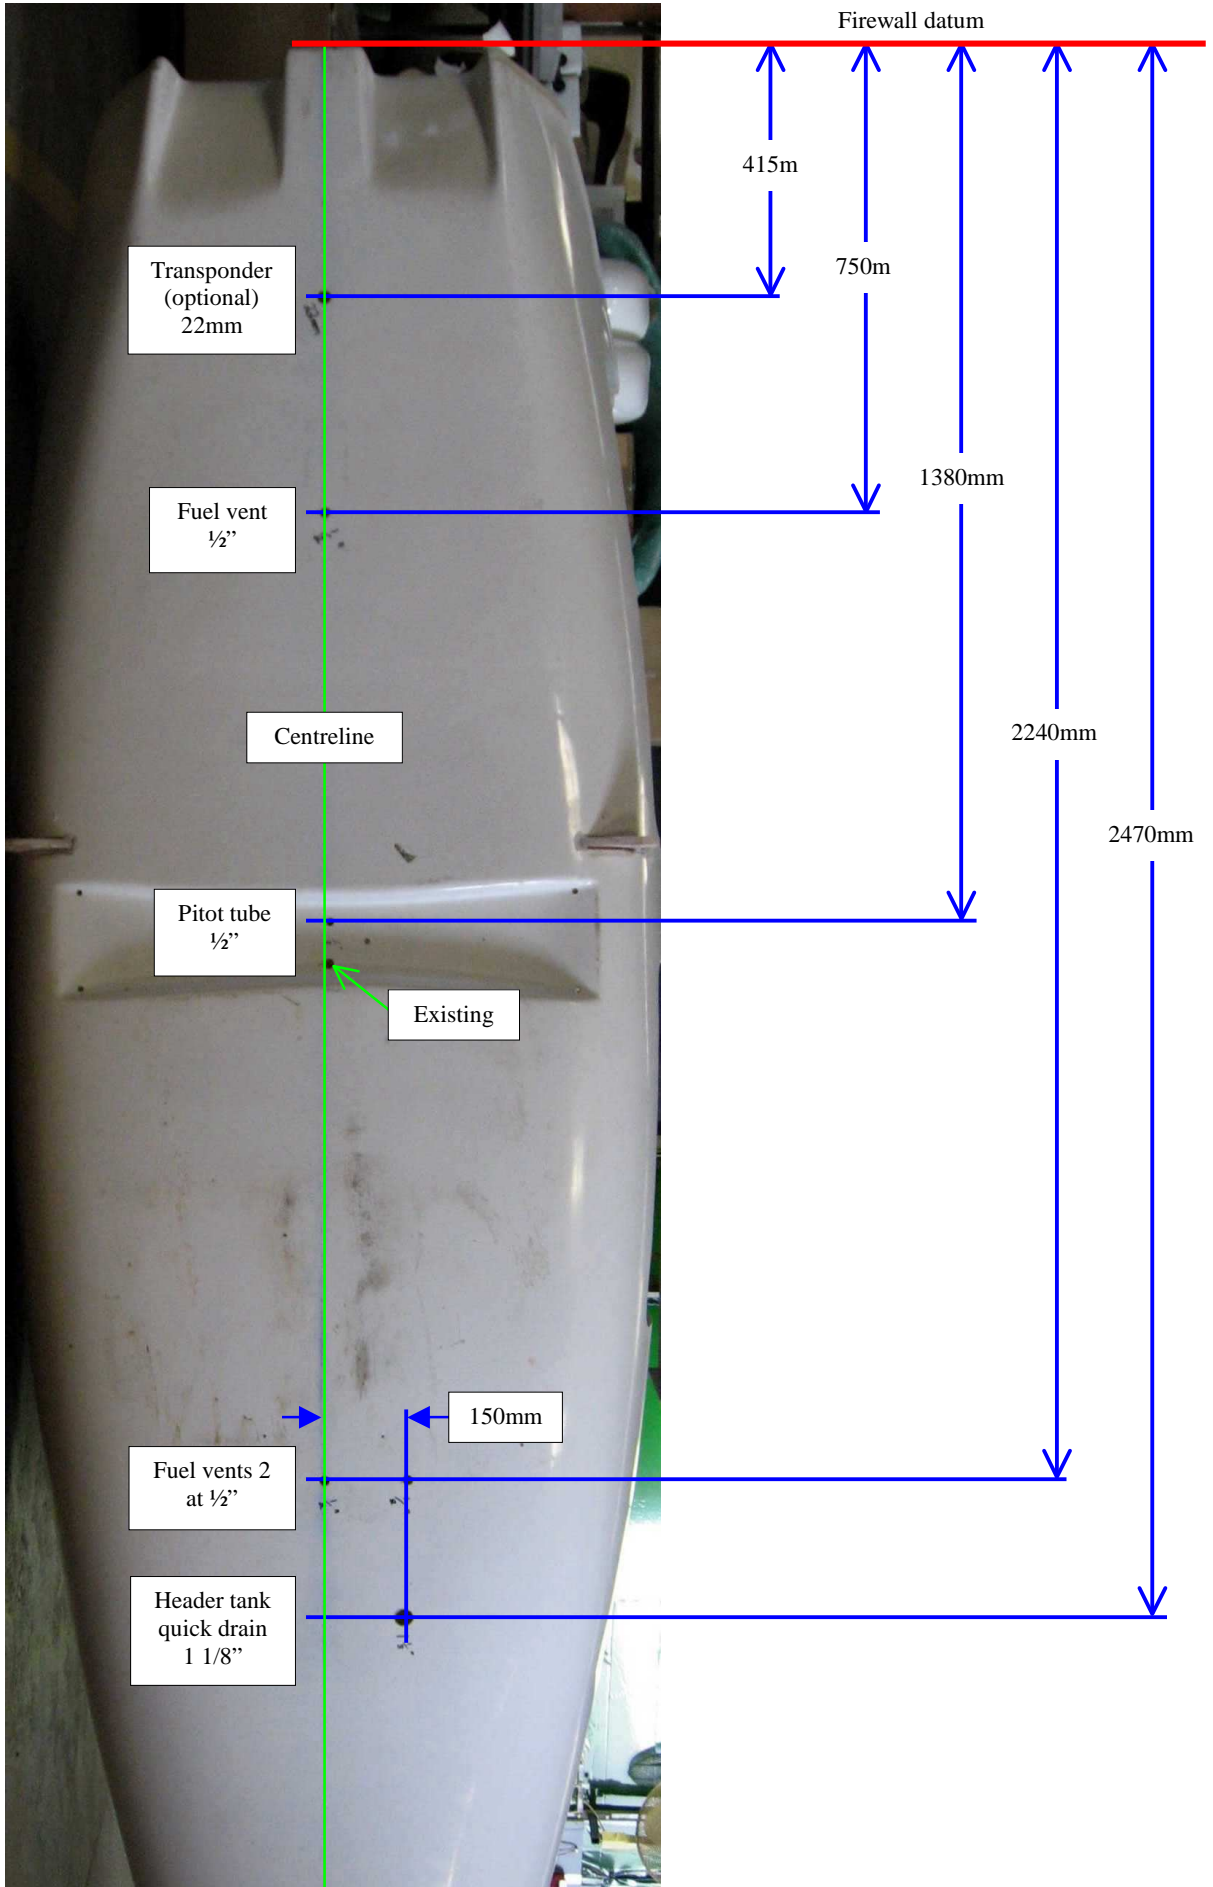 Firewall datum
415m
Transponder
(optional)
22mm
750m
1380mm
Fuel vent
½”
Centreline
2240mm
2470mm
Pitot tube
½”
Existing
150mm
Fuel vents 2
at ½”
Header tank
quick drain
1 1/8”